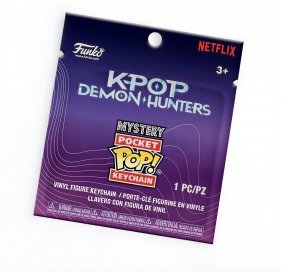 Funko
NETFLIX
3+
KPOP
DEMON HUNTERS
MYSTERY
POCKET
POP!
KEYCHAIN
1 PC/PZ
VINYL FIGURE KEYCHAIN / PORTE-CLÉ FIGURINE EN VINYLE
LLAVERO CON FIGURA DE VINIL